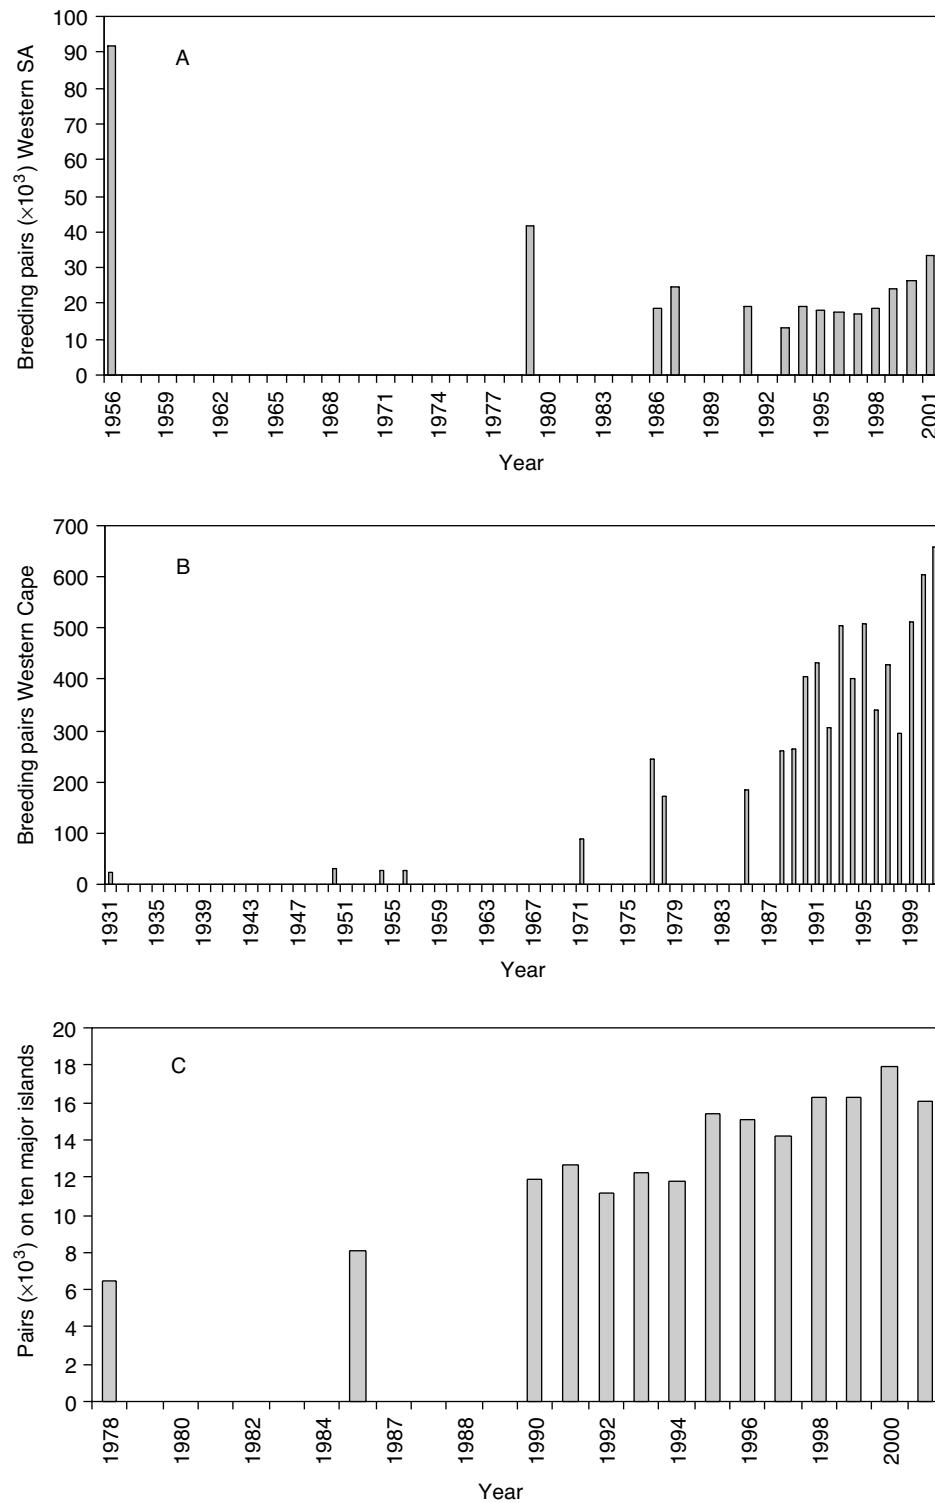 100
90
80
70
60
50
40
30
20
10
0
Breeding pairs (×10³) Western SA
A
1956 1959 1962 1965 1968 1971 1974 1977 1980 1983 1986 1989 1992 1995 1998 2001
Year
700
600
500
400
300
200
100
0
Breeding pairs Western Cape
B
1931 1935 1939 1943 1947 1951 1955 1959 1963 1967 1971 1975 1979 1983 1987 1991 1995 1999
Year
20
18
16
14
12
10
8
6
4
2
0
Pairs (×10³) on ten major islands
C
1978 1980 1982 1984 1987 1988 1990 1992 1994 1996 1998 2000
Year